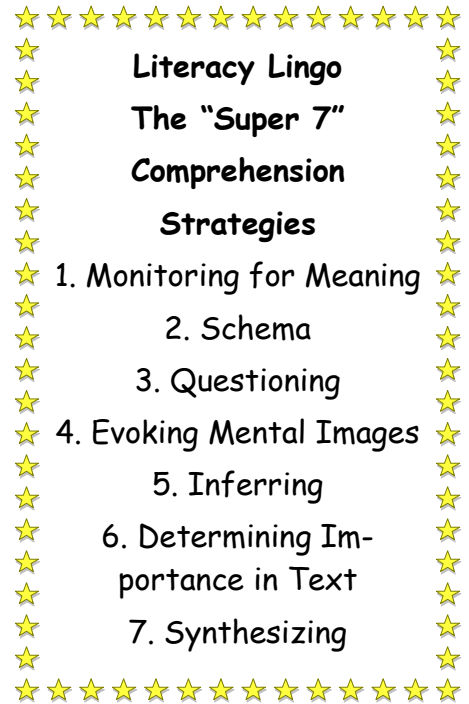 Literacy Lingo
The “Super 7”
Comprehension
Strategies
1. Monitoring for Meaning
2. Schema
3. Questioning
4. Evoking Mental Images
5. Inferring
6. Determining Im-
portance in Text
7. Synthesizing